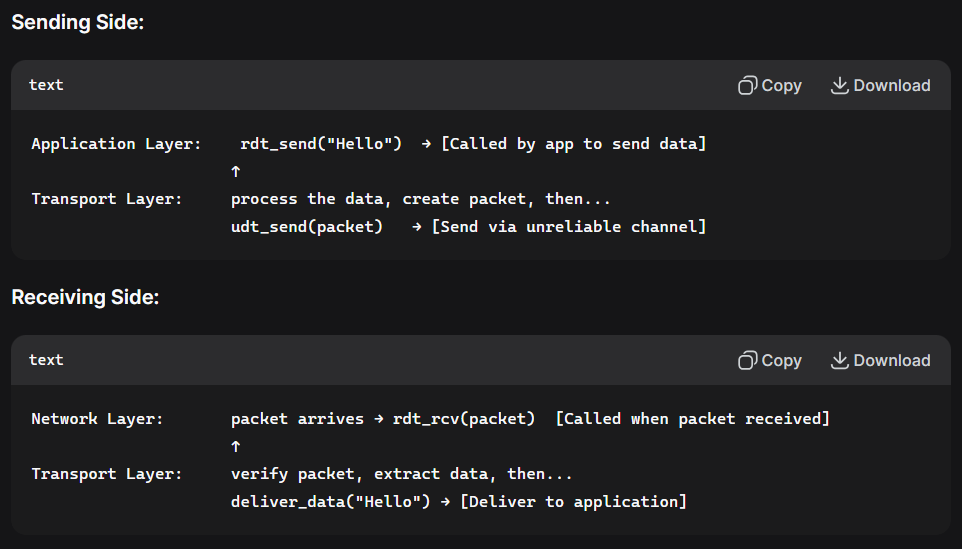 Sending Side:
text Copy Download
Application Layer: rdt_send("Hello") → [Called by app to send data]
↑
Transport Layer: process the data, create packet, then...
udt_send(packet) → [Send via unreliable channel]
Receiving Side:
text Copy Download
Network Layer: packet arrives → rdt_rcv(packet) [Called when packet received]
↑
Transport Layer: verify packet, extract data, then...
deliver_data("Hello") → [Deliver to application]